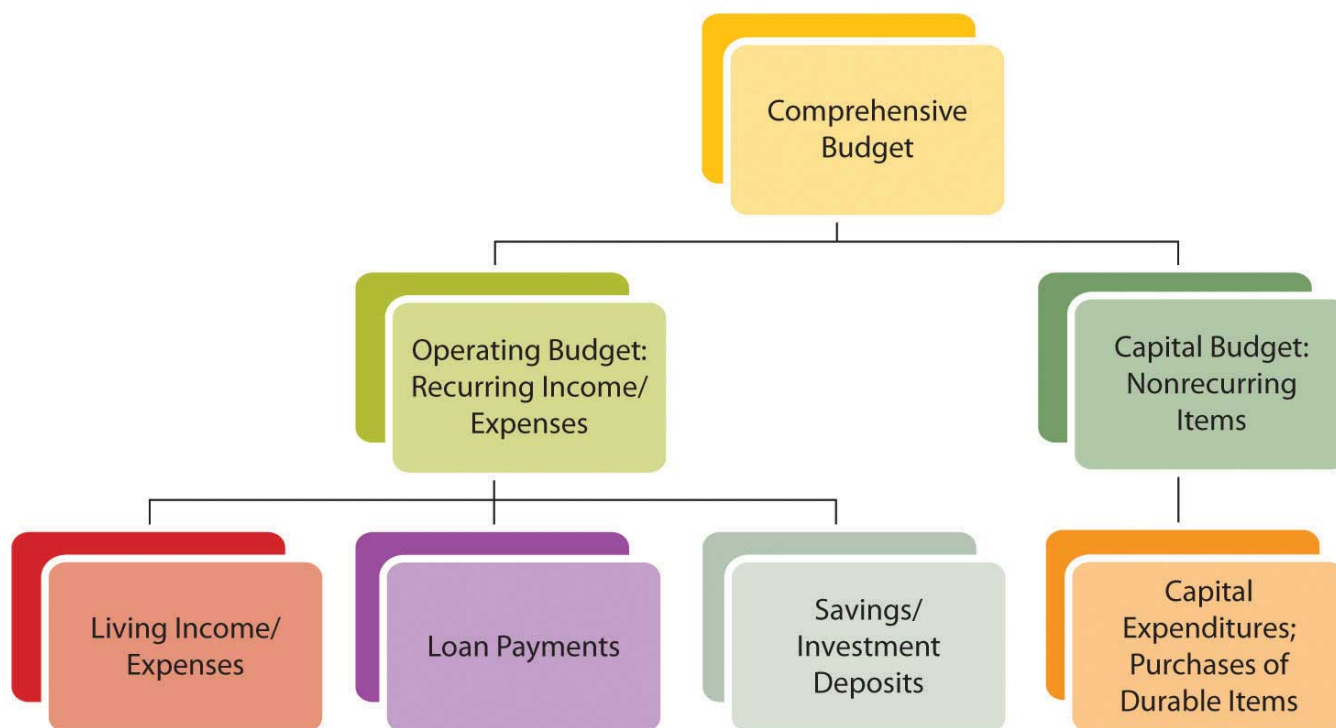 Comprehensive
Budget
Operating Budget:
Recurring Income/
Expenses
Capital Budget:
Nonrecurring
Items
Living Income/
Expenses
Loan Payments
Savings/
Investment
Deposits
Capital
Expenditures;
Purchases of
Durable Items